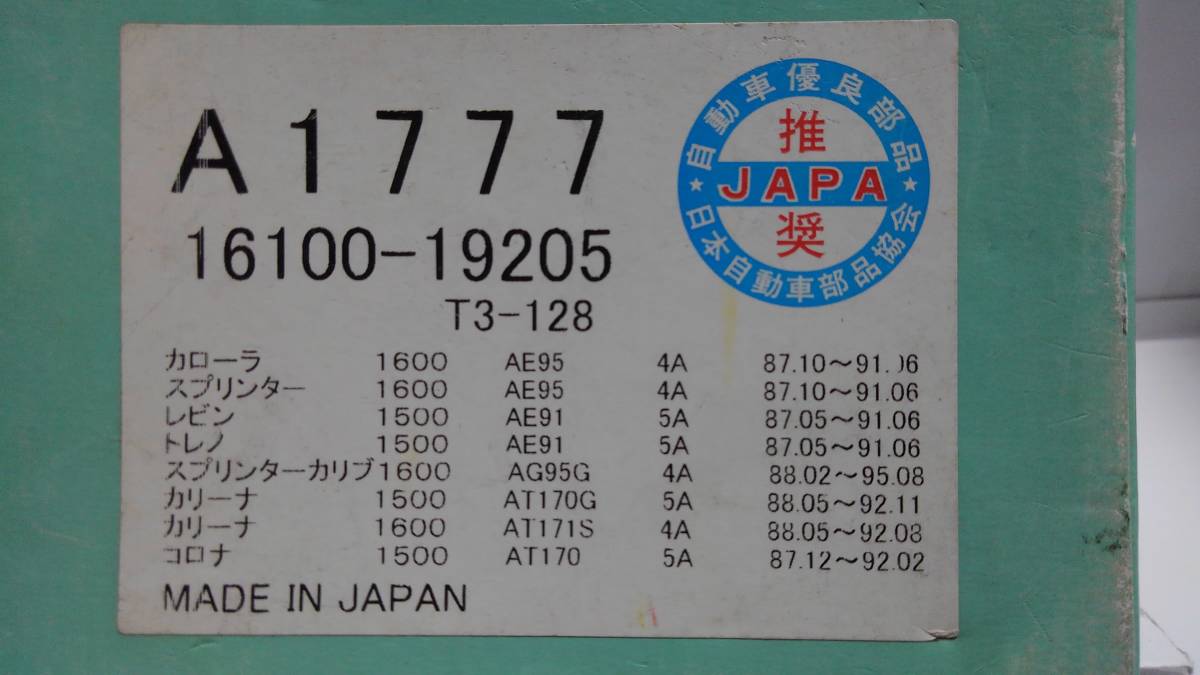 A1777
16100-19205
T3-128
自動車優良部品
推
JAPA
奨
日本自動車部品協会
カローラ 1600 AE95 4A 87.10～91.06
スプリンター 1600 AE95 4A 87.10～91.06
レビン 1500 AE91 5A 87.05～91.06
トレノ 1500 AE91 5A 87.05～91.06
スプリンターカリブ 1600 AG95G 4A 88.02～95.08
カリーナ 1500 AT170G 5A 88.05～92.11
カリーナ 1600 AT171S 4A 88.05～92.08
コロナ 1500 AT170 5A 87.12～92.02
MADE IN JAPAN